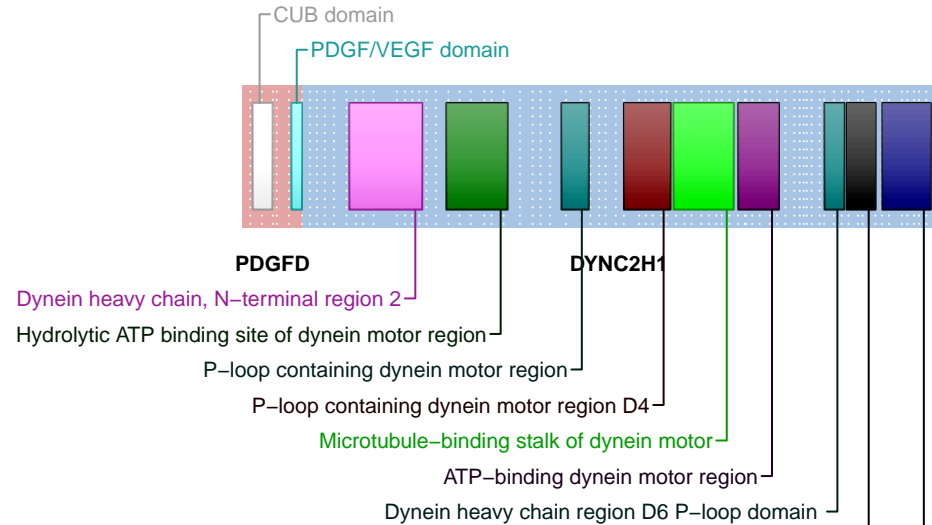 CUB domain
PDGF/VEGF domain
PDGFD
DYNC2H1
Dynein heavy chain, N−terminal region 2
Hydrolytic ATP binding site of dynein motor region
P−loop containing dynein motor region
P−loop containing dynein motor region D4
Microtubule−binding stalk of dynein motor
ATP−binding dynein motor region
Dynein heavy chain region D6 P−loop domain